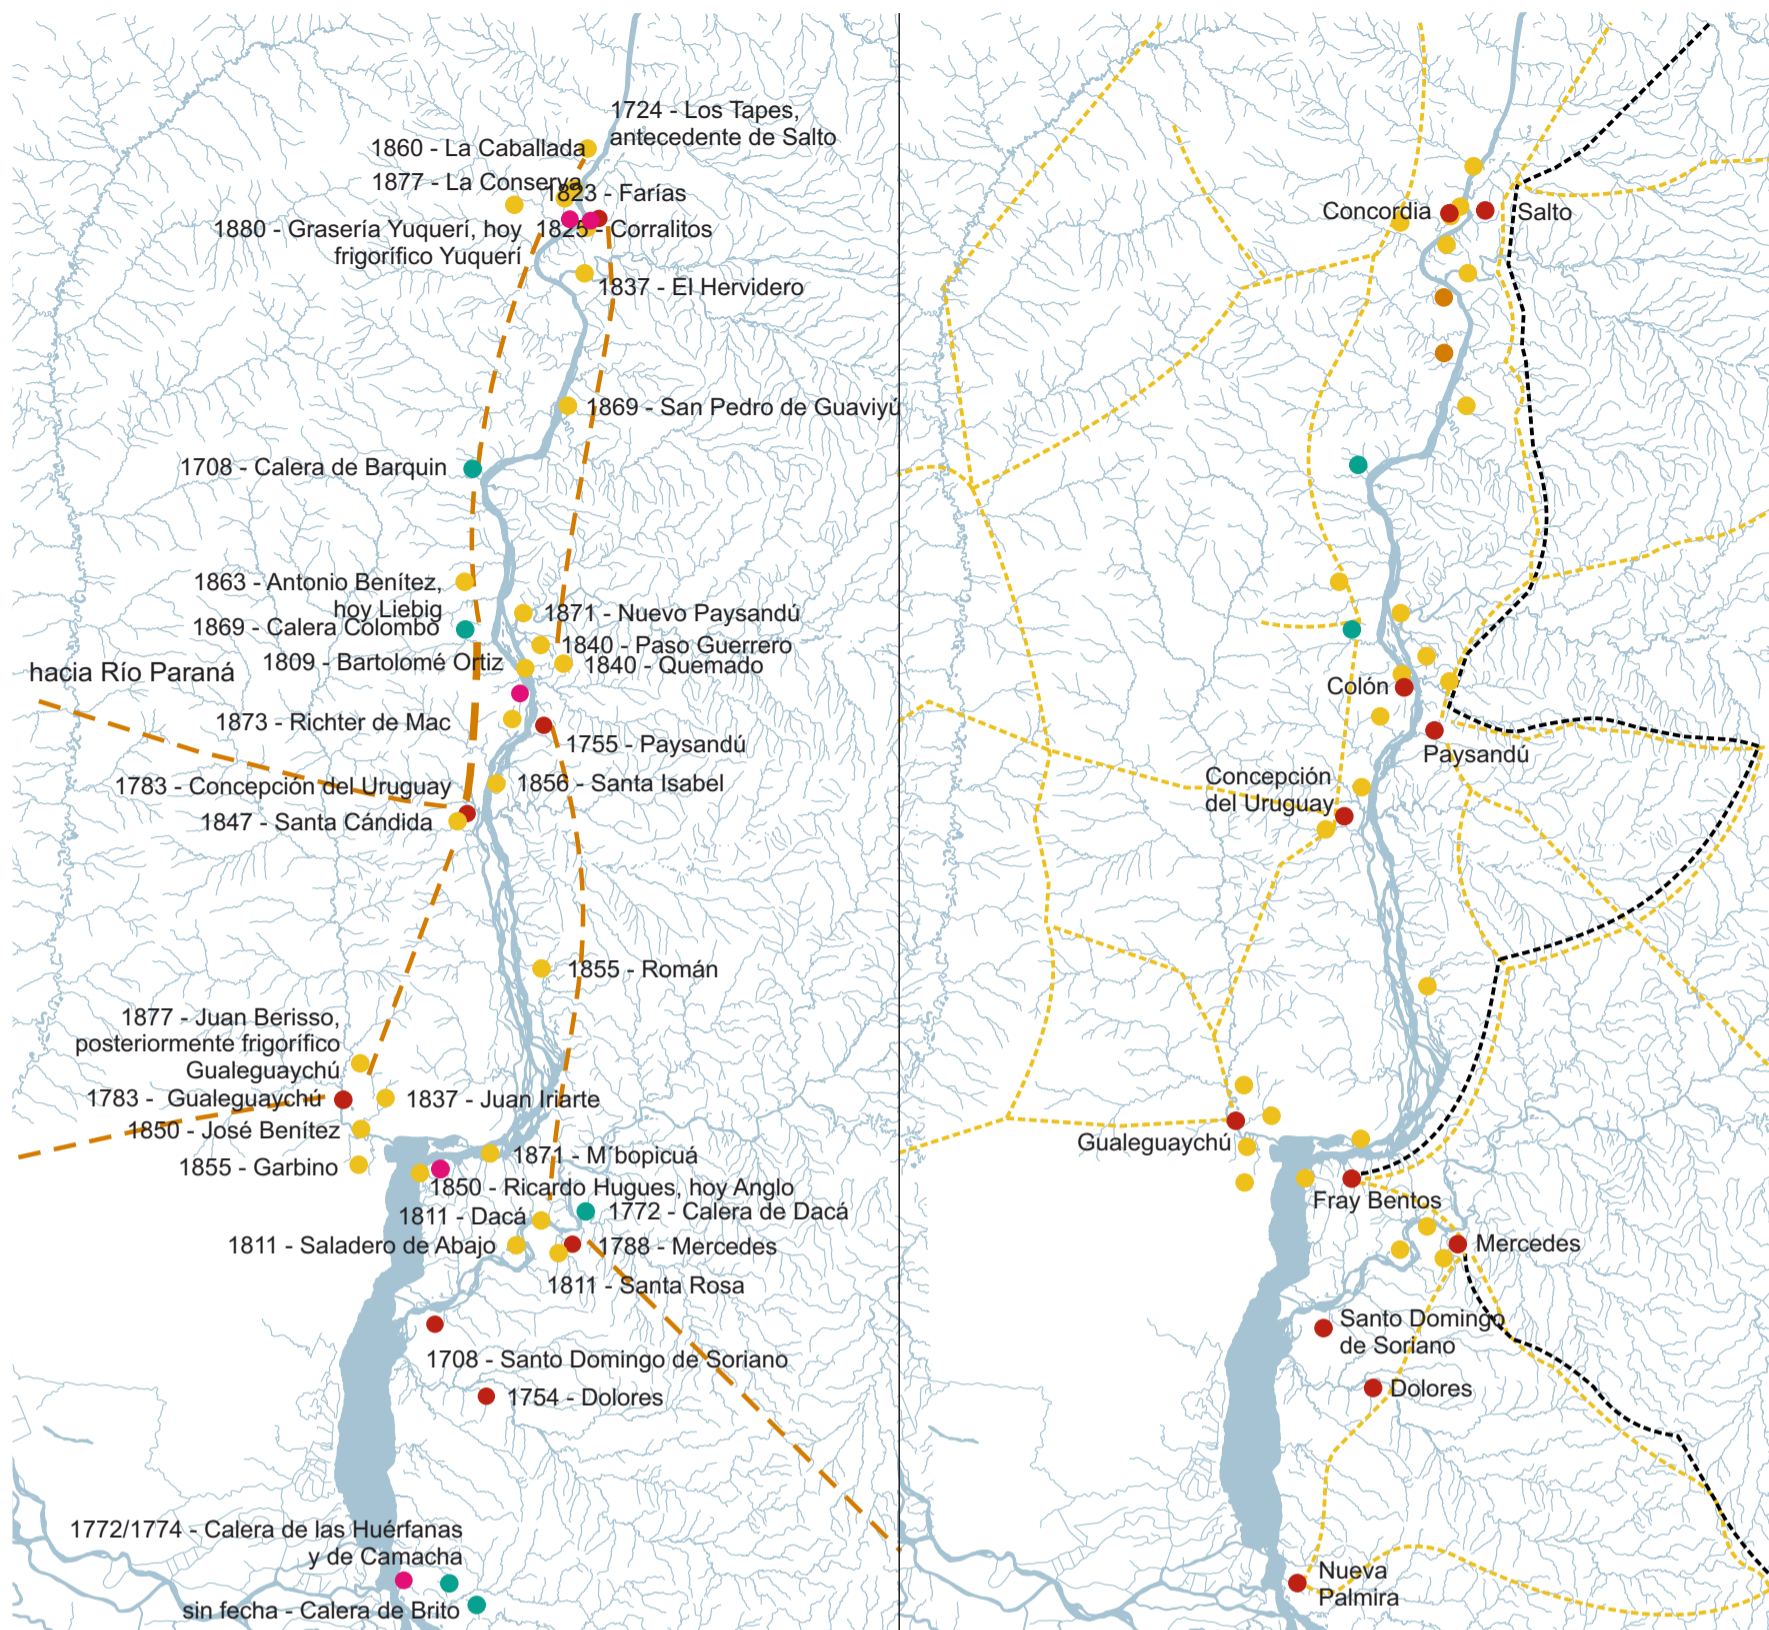 1724 - Los Tapes,
antecedente de Salto
1860 - La Caballada
1877 - La Conserva
1823 - Farías
1880 - Grasería Yuquerí, hoy
frigorífico Yuquerí
1825 - Corralitos
1837 - El Hervidero
1869 - San Pedro de Guaviyú
1708 - Calera de Barquin
1863 - Antonio Benítez,
hoy Liebig
1869 - Calera Colombo
1871 - Nuevo Paysandú
1840 - Paso Guerrero
1809 - Bartolomé Ortiz
1840 - Quemado
hacia Río Paraná
1873 - Richter de Mac
1755 - Paysandú
1783 - Concepción del Uruguay
1856 - Santa Isabel
1847 - Santa Cándida
1855 - Román
1877 - Juan Berisso,
posteriormente frigorífico
Gualeguaychú
1783 - Gualeguaychú
1837 - Juan Iriarte
1850 - José Benítez
1855 - Garbino
1871 - M´bopicuá
1850 - Ricardo Hugues, hoy Anglo
1811 - Dacá
1772 - Calera de Dacá
1811 - Saladero de Abajo
1788 - Mercedes
1811 - Santa Rosa
1708 - Santo Domingo de Soriano
1754 - Dolores
1772/1774 - Calera de las Huérfanas
y de Camacha
sin fecha - Calera de Brito
Concordia
Salto
Colón
Paysandú
Concepción
del Uruguay
Gualeguaychú
Fray Bentos
Mercedes
Santo Domingo
de Soriano
Dolores
Nueva
Palmira